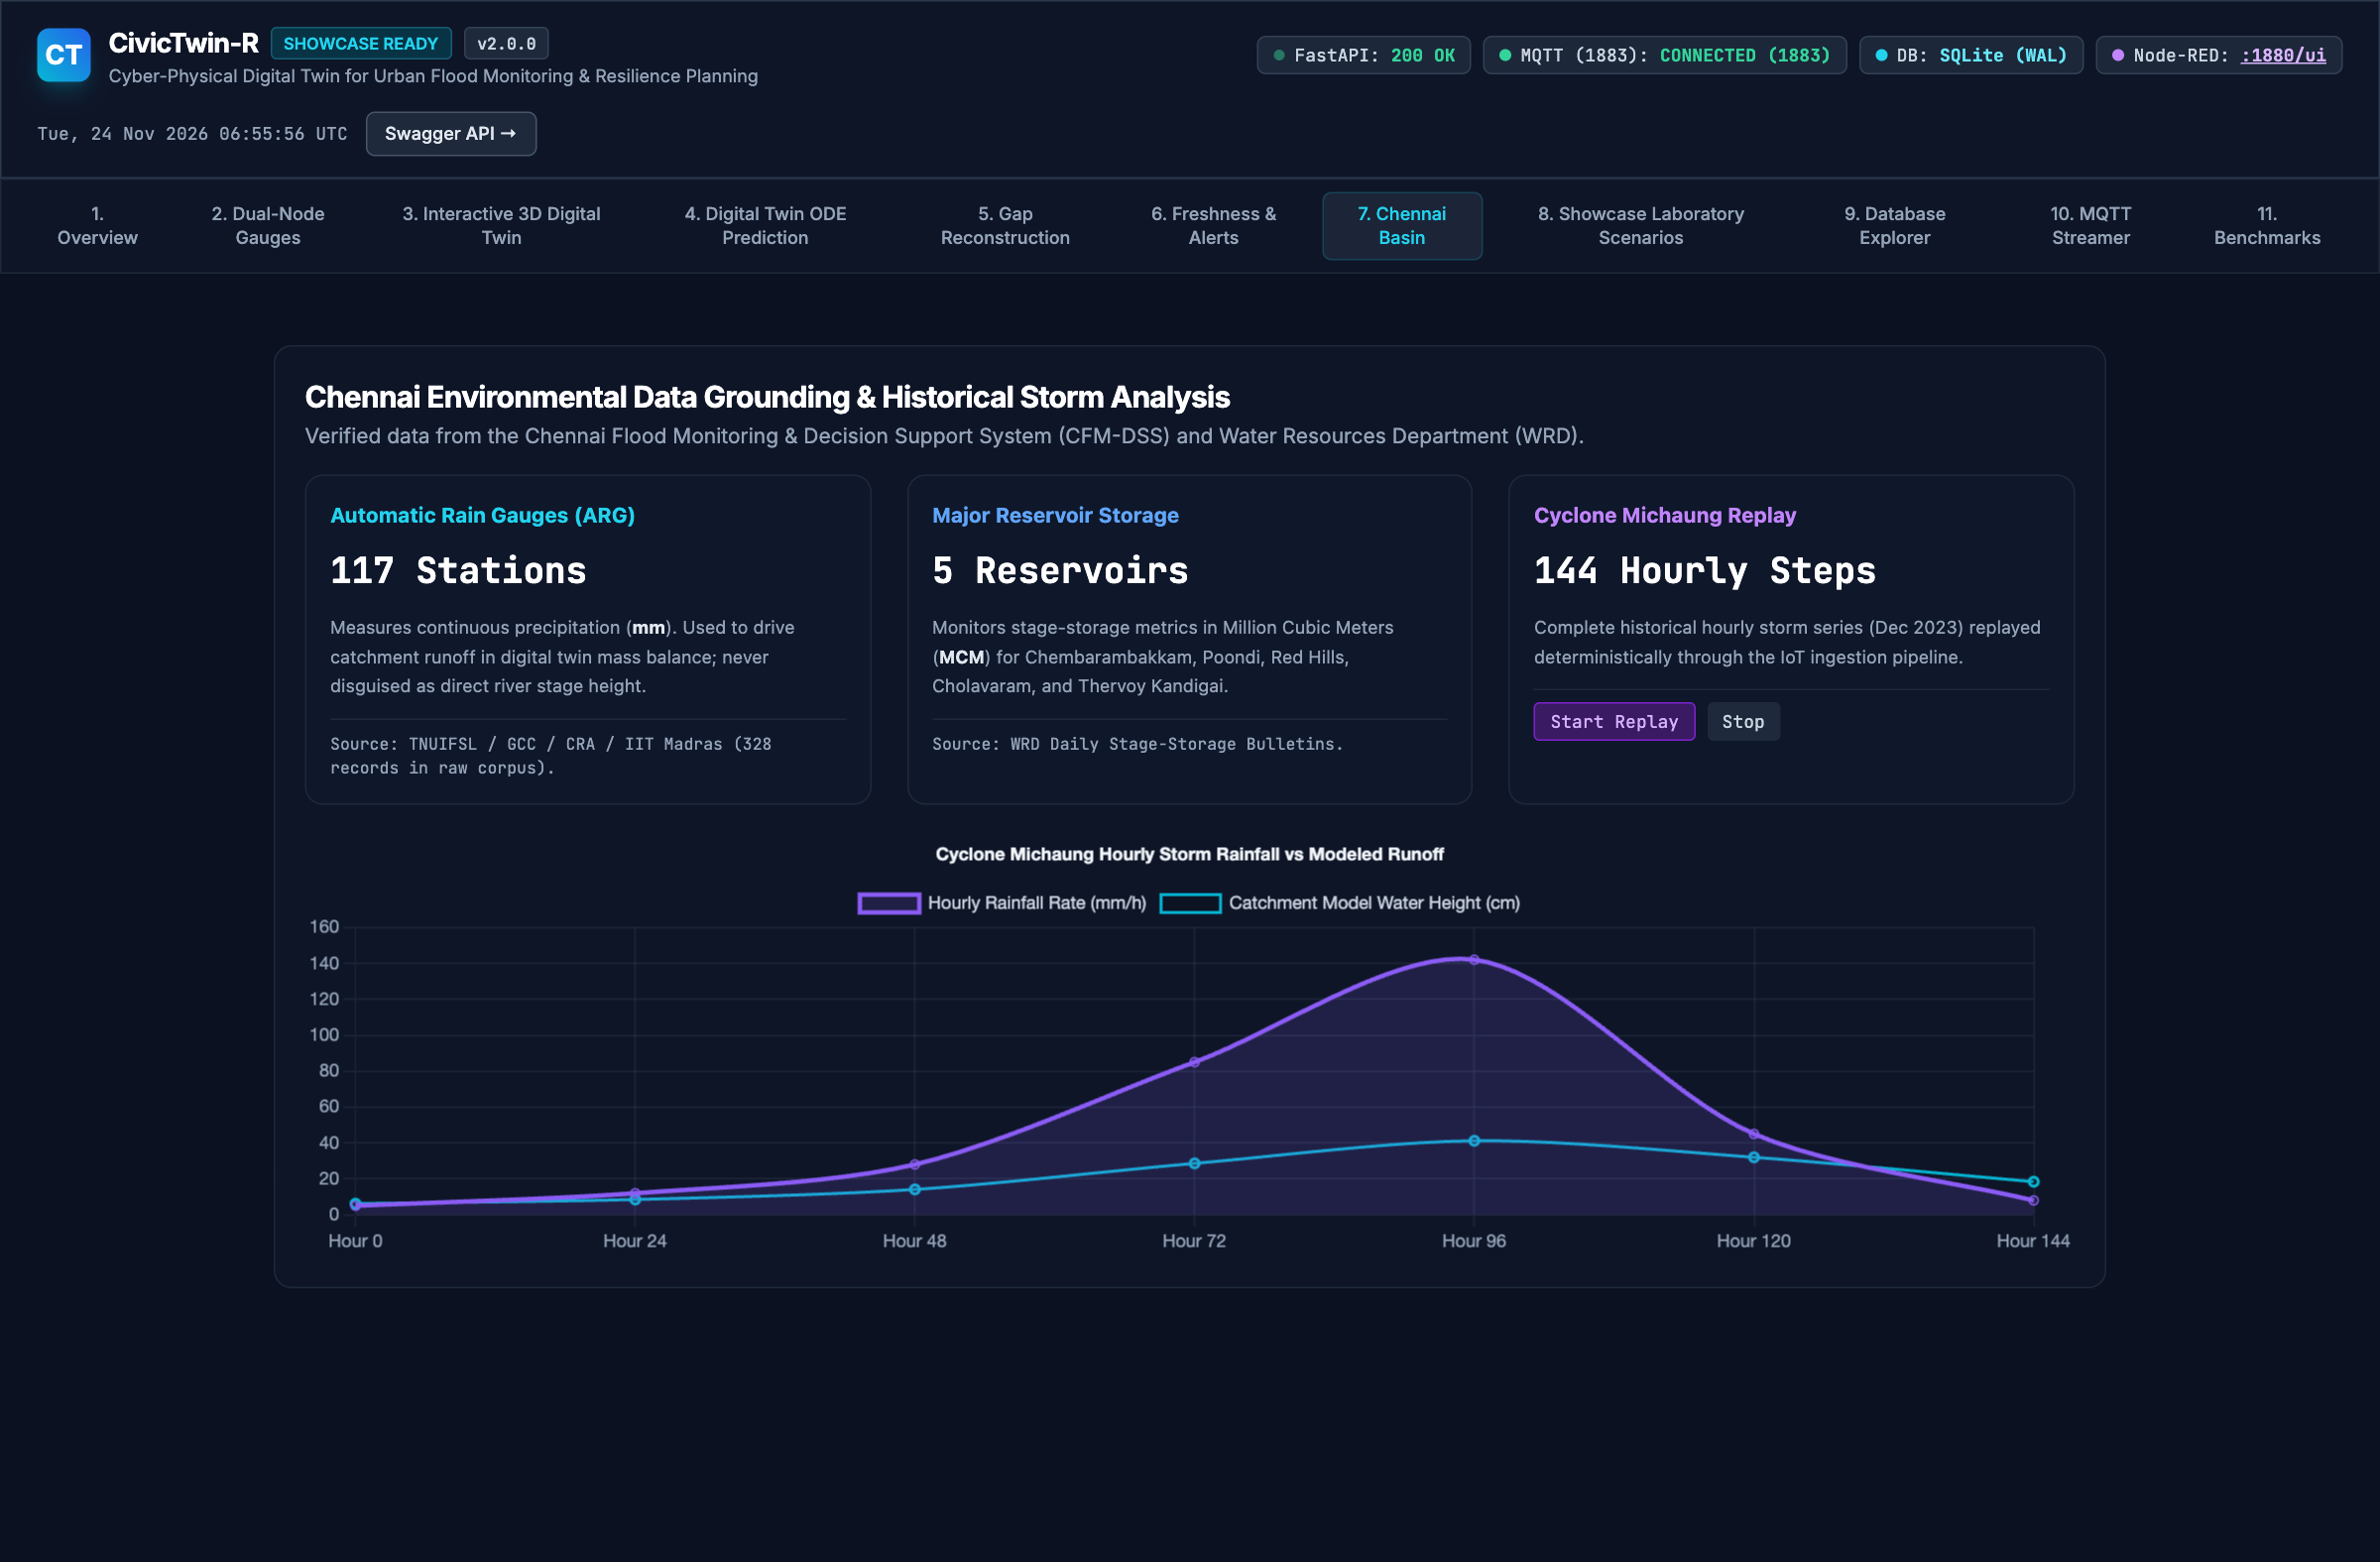 CT
CivicTwin-R SHOWCASE READY v2.0.0
Cyber-Physical Digital Twin for Urban Flood Monitoring & Resilience Planning
FastAPI: 200 OK
MQTT (1883): CONNECTED (1883)
DB: SQLite (WAL)
Node-RED: :1880/ui
Tue, 24 Nov 2026 06:55:56 UTC
Swagger API →
1.
Overview
2. Dual-Node
Gauges
3. Interactive 3D Digital
Twin
4. Digital Twin ODE
Prediction
5. Gap
Reconstruction
6. Freshness &
Alerts
7. Chennai
Basin
8. Showcase Laboratory
Scenarios
9. Database
Explorer
10. MQTT
Streamer
11.
Benchmarks
Chennai Environmental Data Grounding & Historical Storm Analysis
Verified data from the Chennai Flood Monitoring & Decision Support System (CFM-DSS) and Water Resources Department (WRD).
Automatic Rain Gauges (ARG)
117 Stations
Measures continuous precipitation (mm). Used to drive
catchment runoff in digital twin mass balance; never
disguised as direct river stage height.
Source: TNUIFSL / GCC / CRA / IIT Madras (328
records in raw corpus).
Major Reservoir Storage
5 Reservoirs
Monitors stage-storage metrics in Million Cubic Meters
(MCM) for Chembarambakkam, Poondi, Red Hills,
Cholavaram, and Thervoy Kandigai.
Source: WRD Daily Stage-Storage Bulletins.
Cyclone Michaung Replay
144 Hourly Steps
Complete historical hourly storm series (Dec 2023) replayed
deterministically through the IoT ingestion pipeline.
Start Replay
Stop
Cyclone Michaung Hourly Storm Rainfall vs Modeled Runoff
Hourly Rainfall Rate (mm/h)
Catchment Model Water Height (cm)
160
140
120
100
80
60
40
20
0
Hour 0
Hour 24
Hour 48
Hour 72
Hour 96
Hour 120
Hour 144